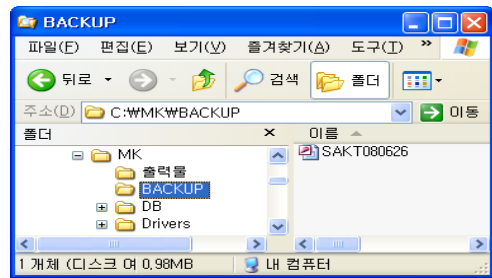 BACKUP
파일(F) 편집(E) 보기(V) 즐겨찾기(A) 도구(T) »
뒤로 검색 폴더
주소(D) C:₩MK₩BACKUP 이동
폴더 × 이름
MK SAKT080626
출력물
BACKUP
DB
Drivers
1 개체 (디스크 여 0,98MB 내 컴퓨터